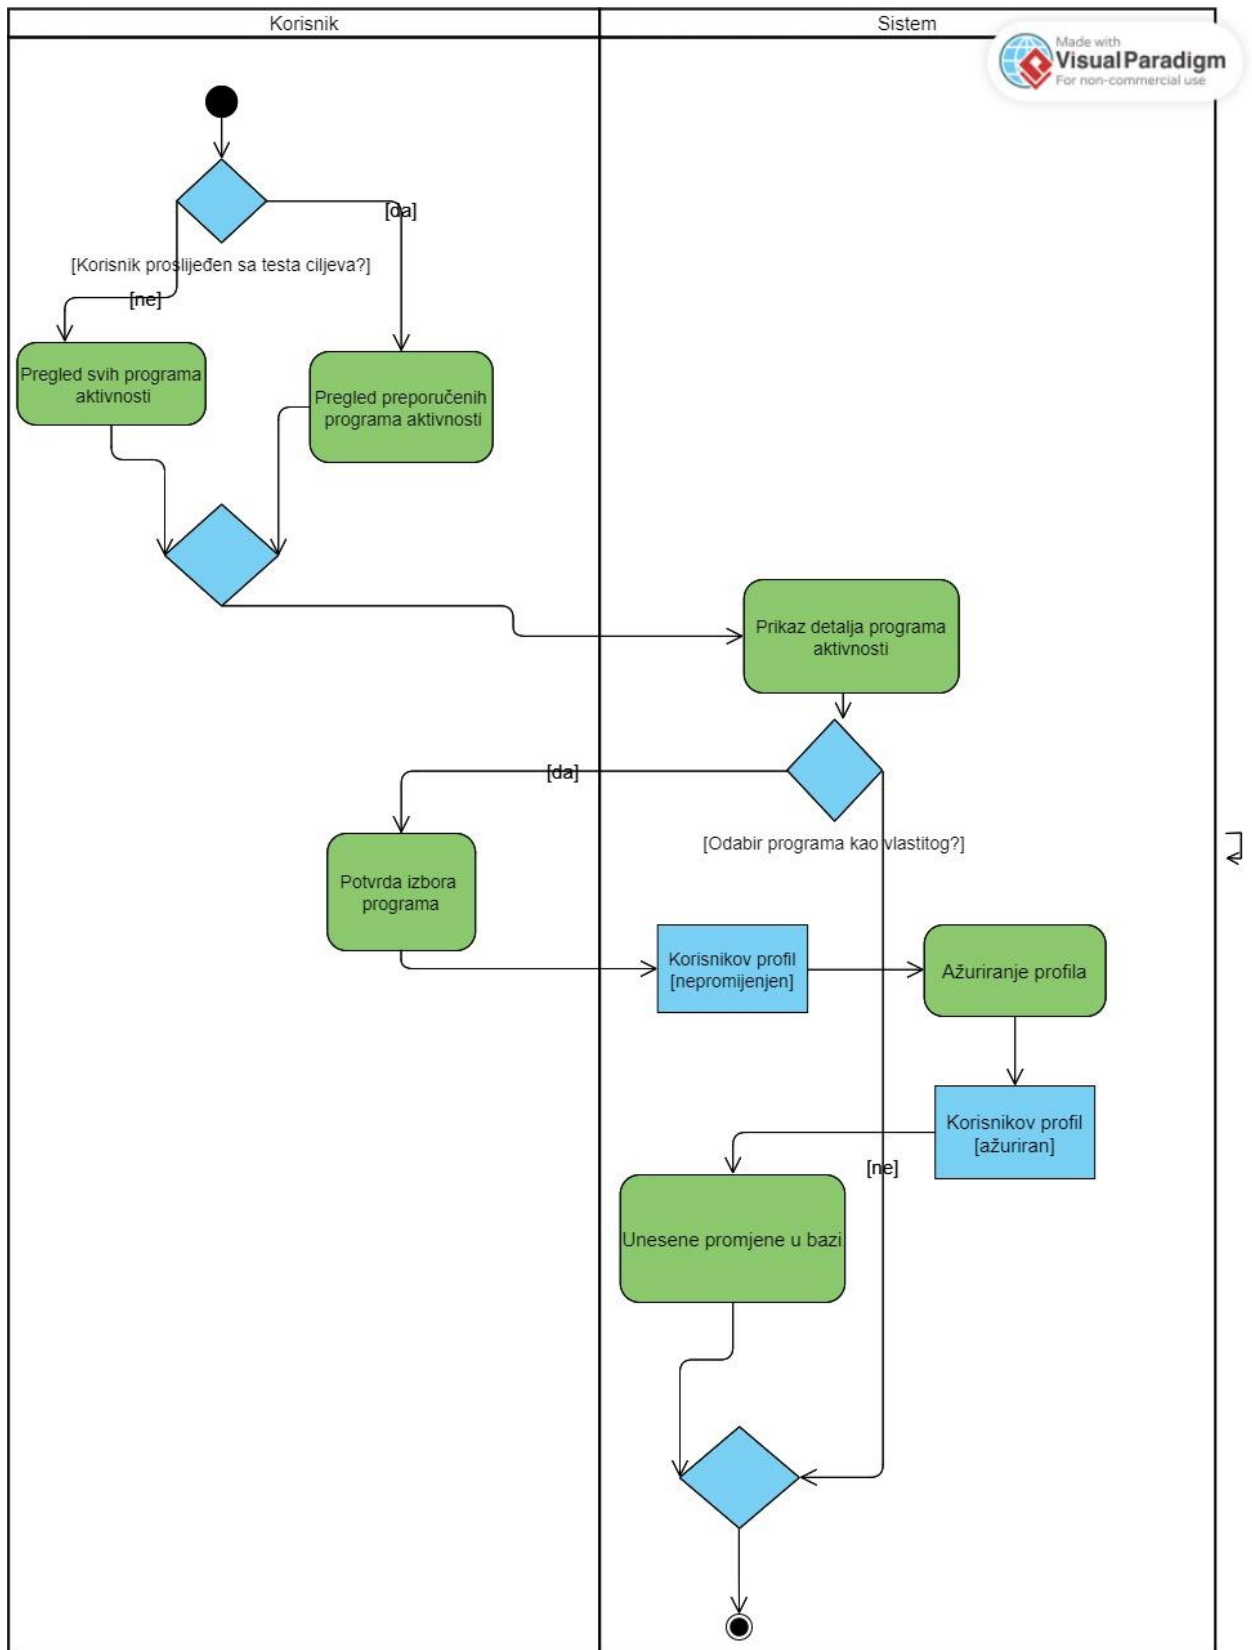 Korisnik
Sistem
Made with
Visual Paradigm
For non-commercial use
[da]
[Korisnik proslijeđen sa testa ciljeva?]
[ne]
Pregled svih programa
aktivnosti
Pregled preporučenih
programa aktivnosti
Prikaz detalja programa
aktivnosti
[da]
[Odabir programa kao vlastitog?]
Potvrda izbora
programa
Korisnikov profil
[nepromijenjen]
Ažuriranje profila
Korisnikov profil
[ažuriran]
[ne]
Unesene promjene u bazi